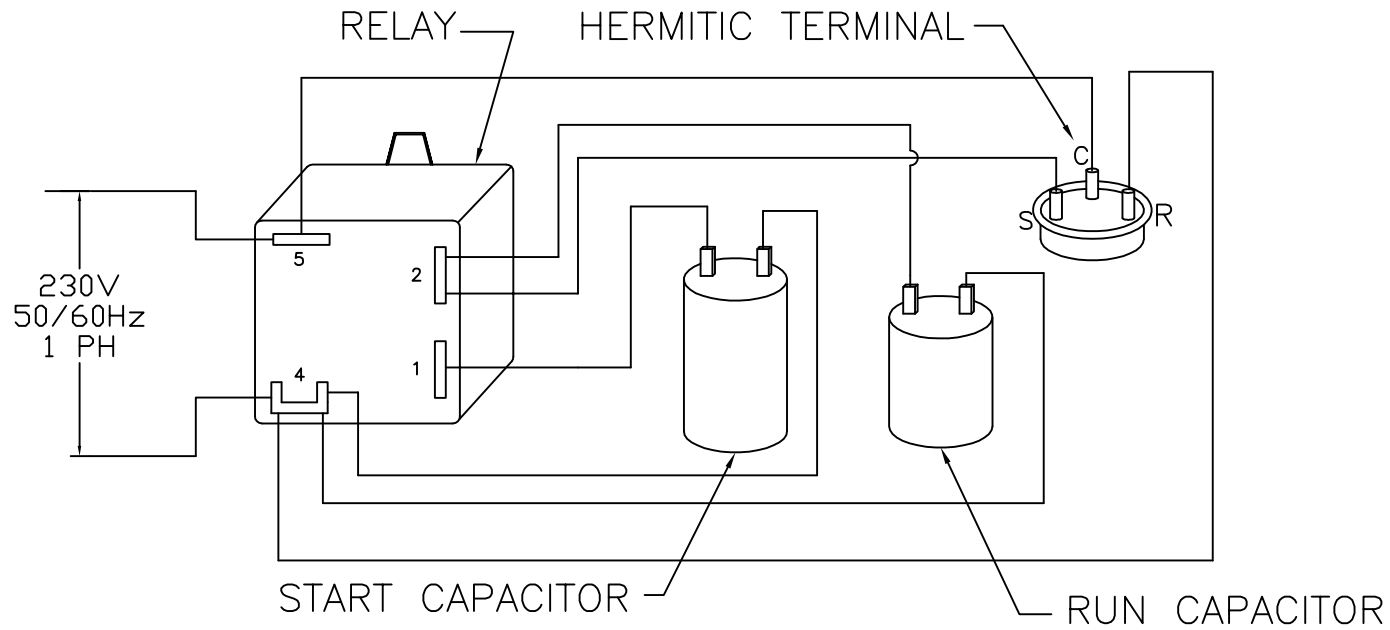 RELAY
HERMITIC TERMINAL
C
S
R
5
2
230V
50/60Hz
1 PH
4
1
START CAPACITOR
RUN CAPACITOR